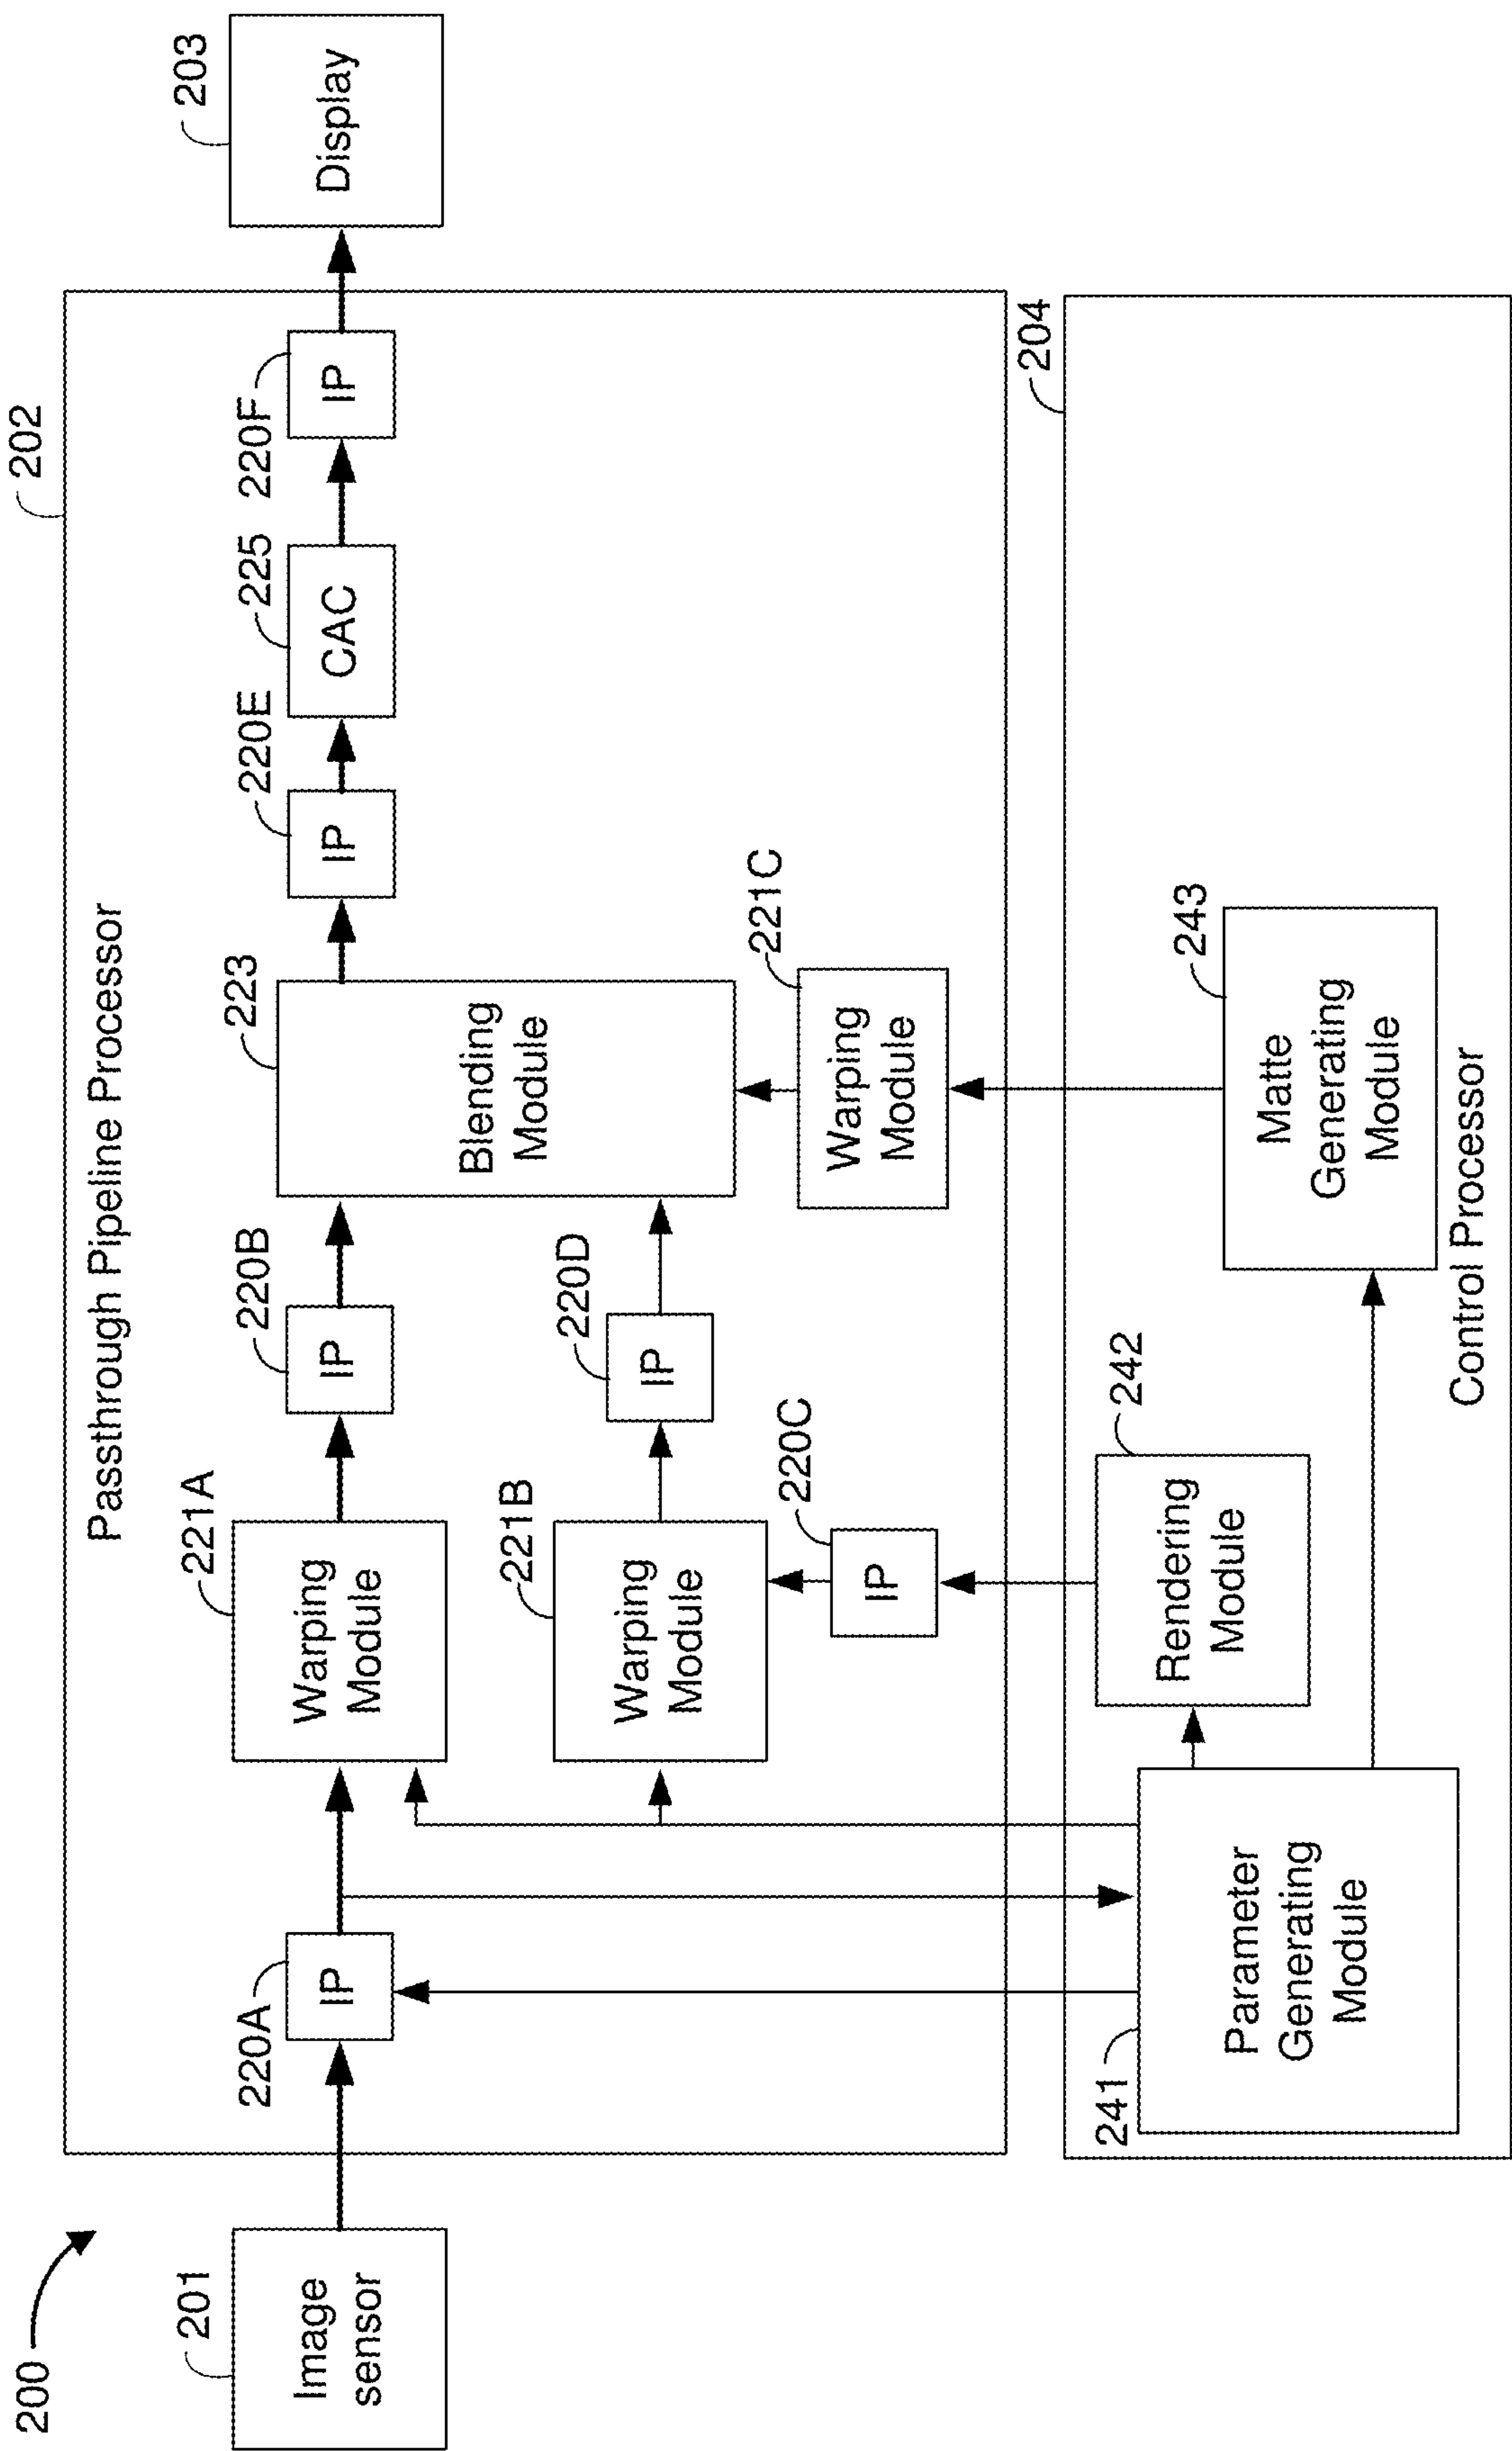 200
202
Passthrough Pipeline Processor
201
Image
sensor
220A
IP
221A
Warping
Module
220B
IP
223
Blending
Module
220E
IP
225
CAC
220F
IP
203
Display
221B
Warping
Module
220D
IP
220C
IP
221C
Warping
Module
204
241
Parameter
Generating
Module
242
Rendering
Module
243
Matte
Generating
Module
Control Processor